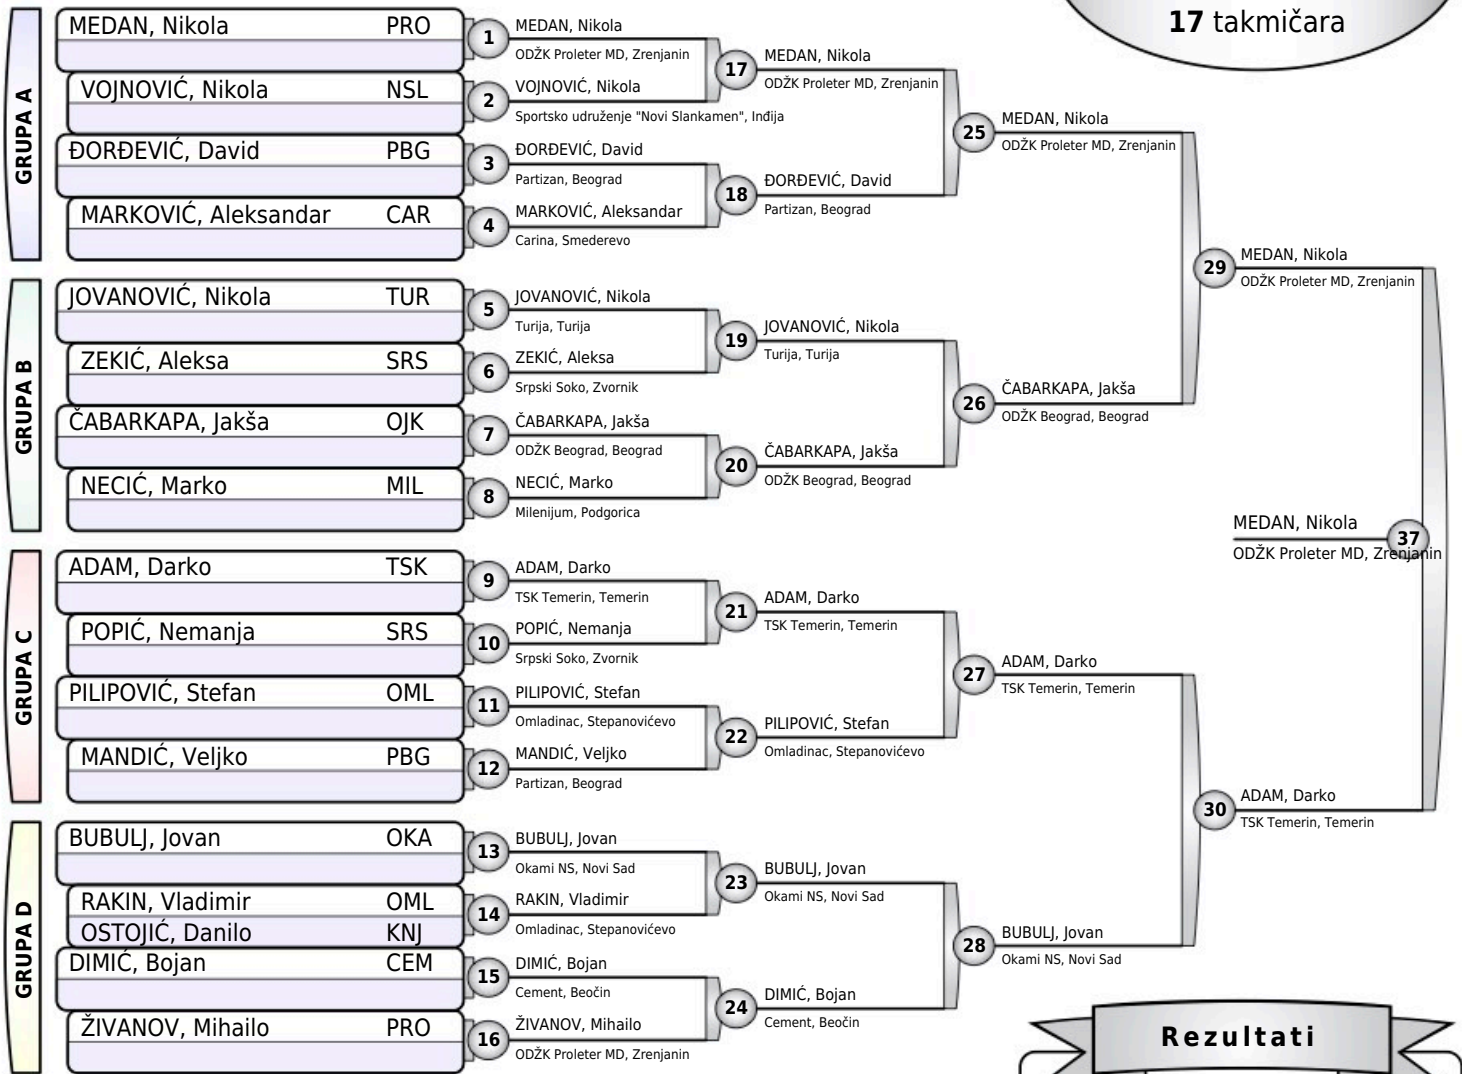 17 takmičara
GRUPA A
MEDAN, Nikola PRO
VOJNOVIĆ, Nikola NSL
ĐORĐEVIĆ, David PBG
MARKOVIĆ, Aleksandar CAR
1
MEDAN, Nikola
ODŽK Proleter MD, Zrenjanin
2
VOJNOVIĆ, Nikola
Sportsko udruženje "Novi Slankamen", Inđija
3
ĐORĐEVIĆ, David
Partizan, Beograd
4
MARKOVIĆ, Aleksandar
Carina, Smederevo
17
MEDAN, Nikola
ODŽK Proleter MD, Zrenjanin
18
ĐORĐEVIĆ, David
Partizan, Beograd
25
MEDAN, Nikola
ODŽK Proleter MD, Zrenjanin
GRUPA B
JOVANOVIĆ, Nikola TUR
ZEKIĆ, Aleksa SRS
ČABARKAPA, Jakša OJK
NECIĆ, Marko MIL
5
JOVANOVIĆ, Nikola
Turija, Turija
6
ZEKIĆ, Aleksa
Srpski Soko, Zvornik
7
ČABARKAPA, Jakša
ODŽK Beograd, Beograd
8
NECIĆ, Marko
Milenijum, Podgorica
19
JOVANOVIĆ, Nikola
Turija, Turija
20
ČABARKAPA, Jakša
ODŽK Beograd, Beograd
26
ČABARKAPA, Jakša
ODŽK Beograd, Beograd
29
MEDAN, Nikola
ODŽK Proleter MD, Zrenjanin
GRUPA C
ADAM, Darko TSK
POPIĆ, Nemanja SRS
PILIPOVIĆ, Stefan OML
MANDIĆ, Veljko PBG
9
ADAM, Darko
TSK Temerin, Temerin
10
POPIĆ, Nemanja
Srpski Soko, Zvornik
11
PILIPOVIĆ, Stefan
Omladinac, Stepanovićevo
12
MANDIĆ, Veljko
Partizan, Beograd
21
ADAM, Darko
TSK Temerin, Temerin
22
PILIPOVIĆ, Stefan
Omladinac, Stepanovićevo
27
ADAM, Darko
TSK Temerin, Temerin
GRUPA D
BUBULJ, Jovan OKA
RAKIN, Vladimir OML
OSTOJIĆ, Danilo KNJ
DIMIĆ, Bojan CEM
ŽIVANOV, Mihailo PRO
13
BUBULJ, Jovan
Okami NS, Novi Sad
14
RAKIN, Vladimir
Omladinac, Stepanovićevo
15
DIMIĆ, Bojan
Cement, Beočin
16
ŽIVANOV, Mihailo
ODŽK Proleter MD, Zrenjanin
23
BUBULJ, Jovan
Okami NS, Novi Sad
24
DIMIĆ, Bojan
Cement, Beočin
28
BUBULJ, Jovan
Okami NS, Novi Sad
30
ADAM, Darko
TSK Temerin, Temerin
MEDAN, Nikola
37
ODŽK Proleter MD, Zrenjanin
Rezultati